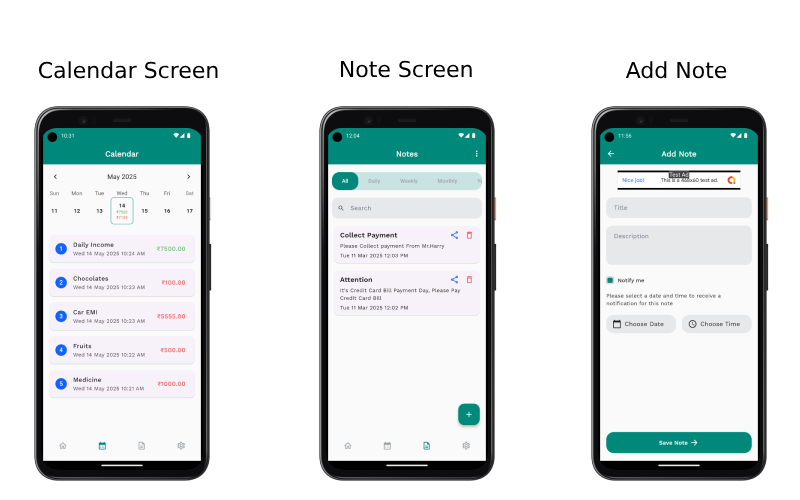 Calendar Screen
Note Screen
Add Note
10:31
Calendar
May 2025
Sun Mon Tue Wed Thu Fri Sat
11 12 13 14 15 16 17
₹7500
₹7165
1 Daily Income ₹7500.00
Wed 14 May 2025 10:24 AM
2 Chocolates ₹100.00
Wed 14 May 2025 10:23 AM
3 Car EMI ₹5555.00
Wed 14 May 2025 10:23 AM
4 Fruits ₹500.00
Wed 14 May 2025 10:22 AM
5 Medicine ₹1000.00
Wed 14 May 2025 10:21 AM
12:04
Notes
All Daily Weekly Monthly
Search
Collect Payment
Please Collect payment From Mr.Harry
Tue 11 Mar 2025 12:03 PM
Attention
It's Credit Card Bill Payment Day, Please Pay
Credit Card Bill
Tue 11 Mar 2025 12:02 PM
11:56
Add Note
Test Ad
Nice job! This is a 468x60 test ad.
Title
Description
Notify me
Please select a date and time to receive a
notification for this note
Choose Date Choose Time
Save Note